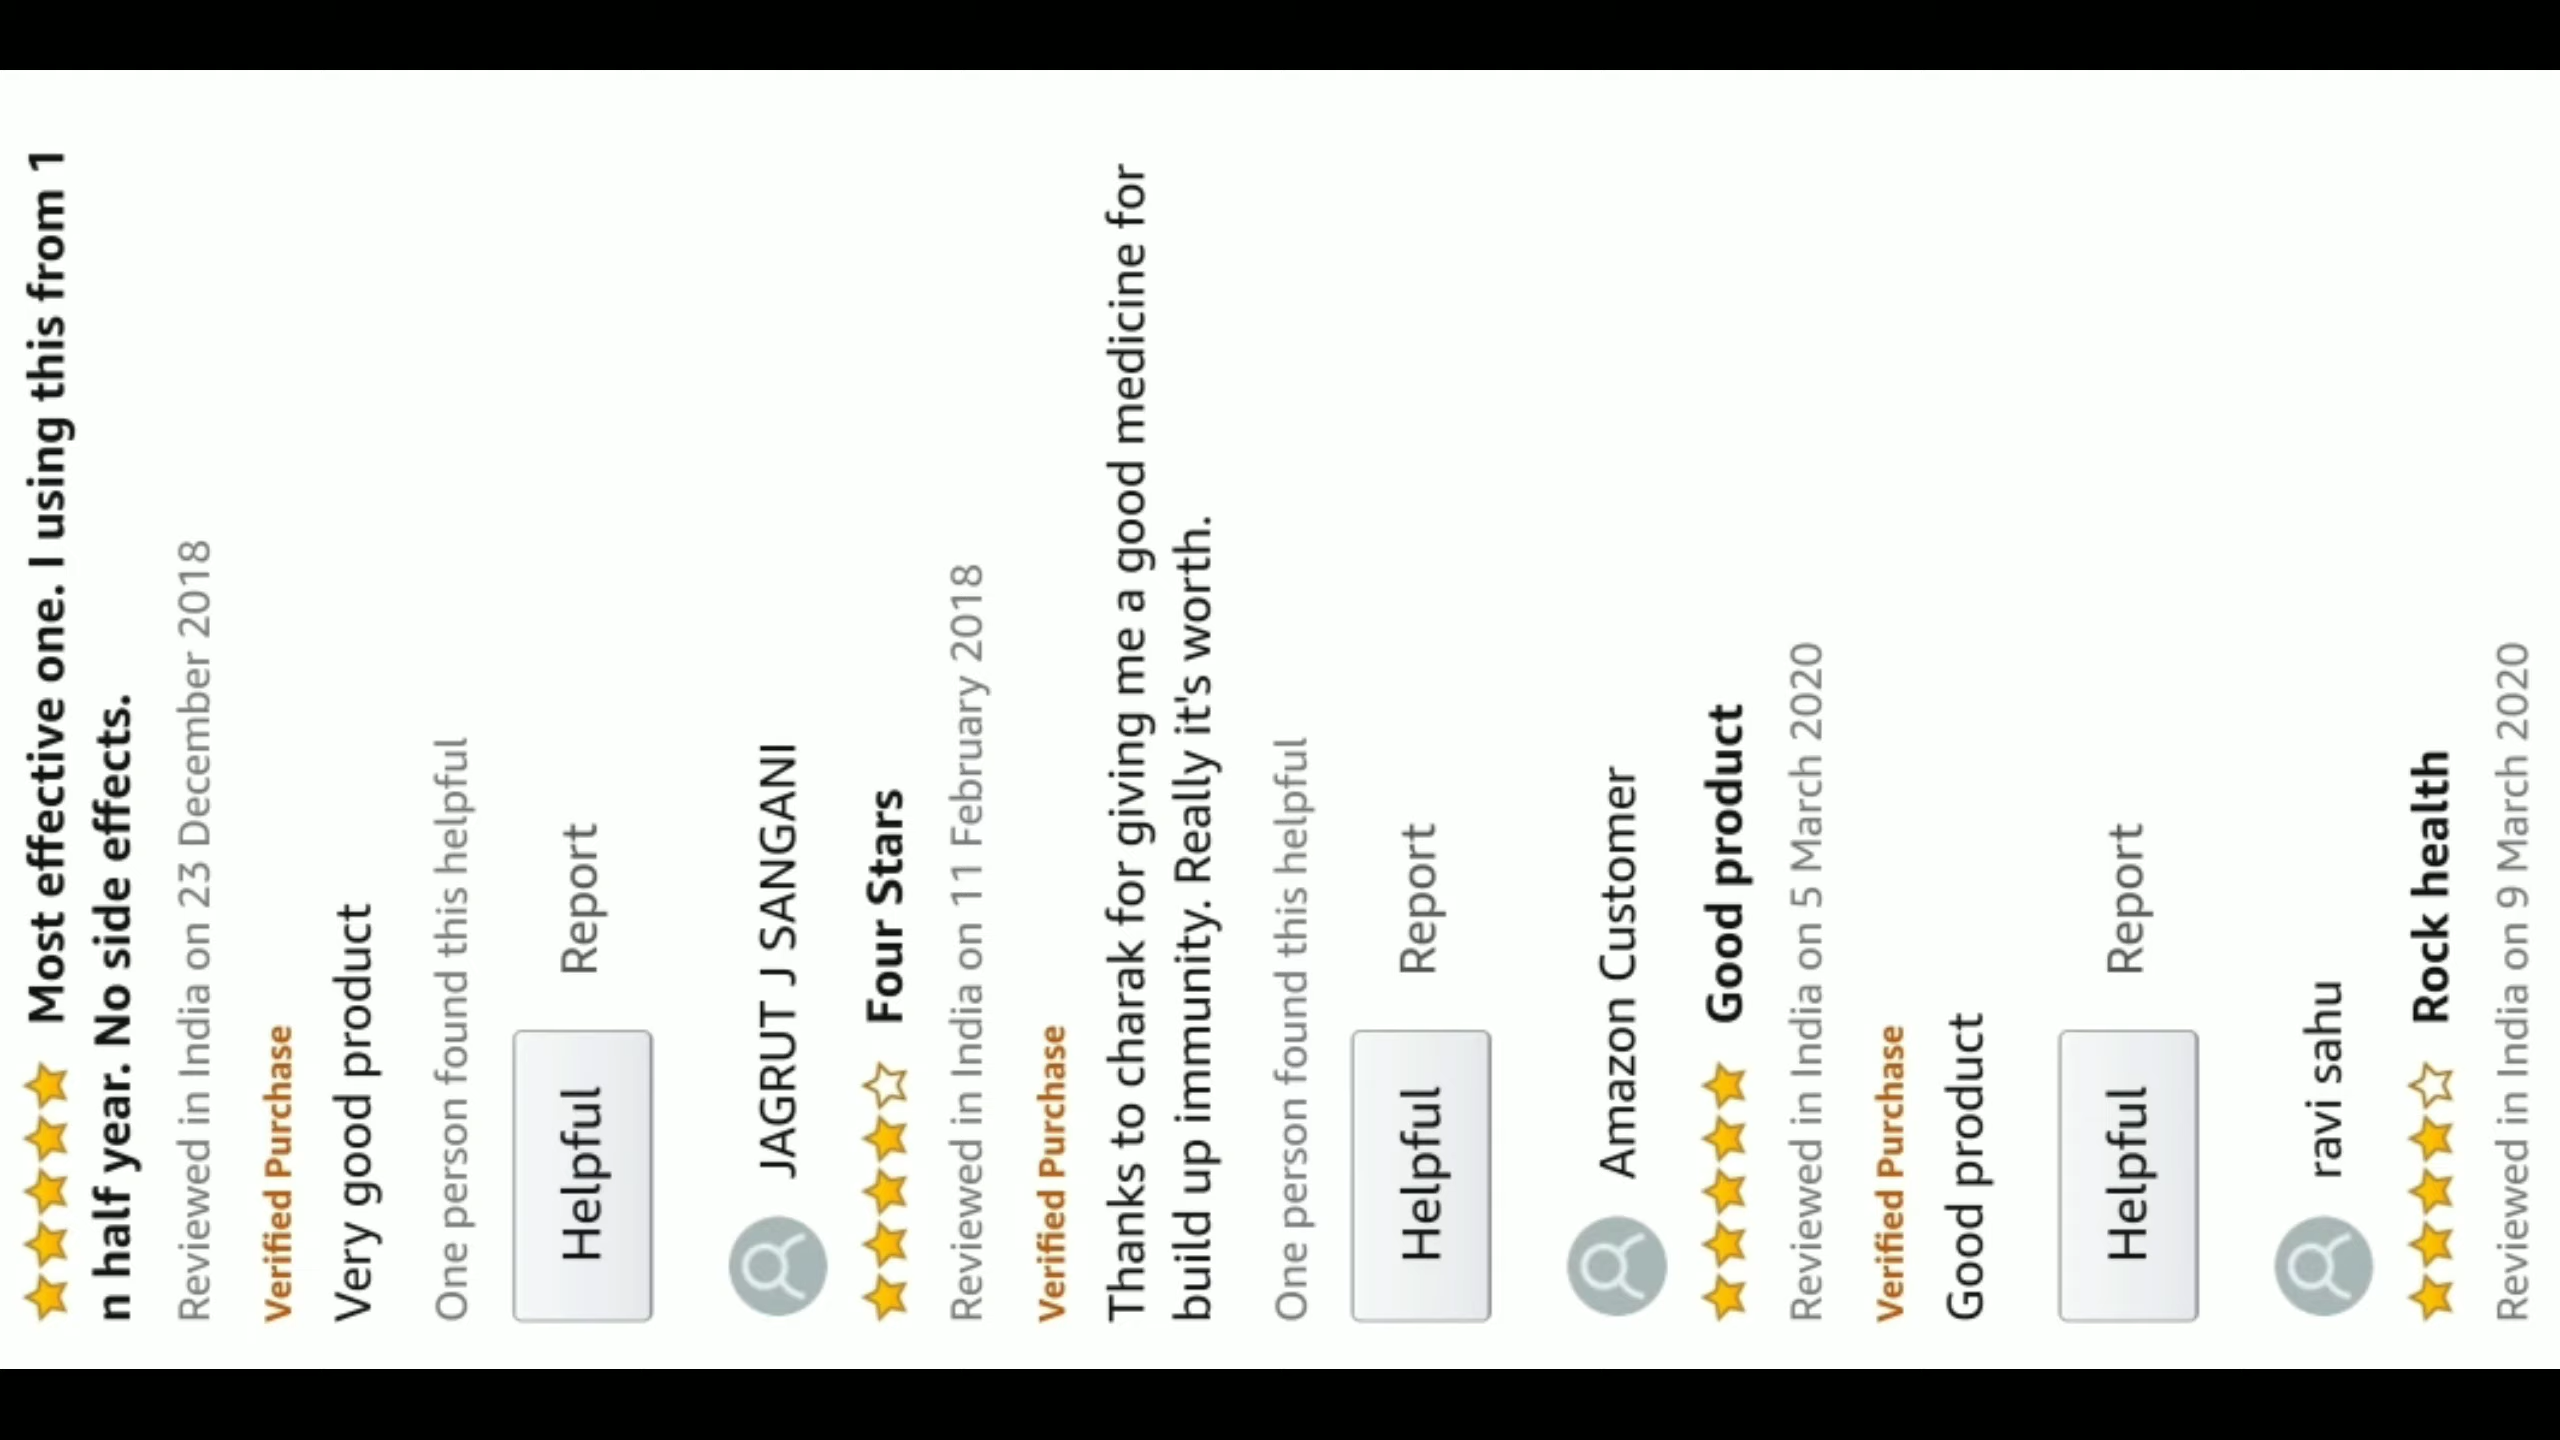 Most effective one. I using this from 1
n half year. No side effects.
Reviewed in India on 23 December 2018
Verified Purchase
Very good product
One person found this helpful
Helpful
Report
JAGRUT J SANGANI
Four Stars
Reviewed in India on 11 February 2018
Verified Purchase
Thanks to charak for giving me a good medicine for
build up immunity. Really it's worth.
One person found this helpful
Helpful
Report
Amazon Customer
Good product
Reviewed in India on 5 March 2020
Verified Purchase
Good product
Helpful
Report
ravi sahu
Rock health
Reviewed in India on 9 March 2020